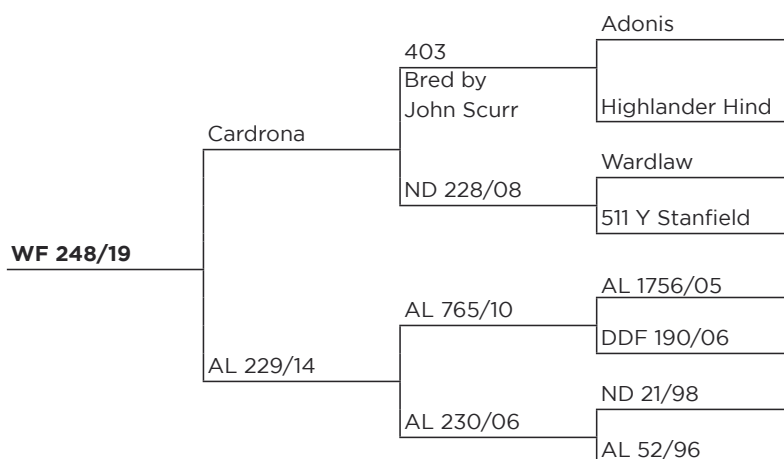 Adonis
403
Bred by
John Scurr
Highlander Hind
Cardrona
Wardlaw
ND 228/08
511 Y Stanfield
WF 248/19
AL 1756/05
AL 765/10
DDF 190/06
AL 229/14
ND 21/98
AL 230/06
AL 52/96